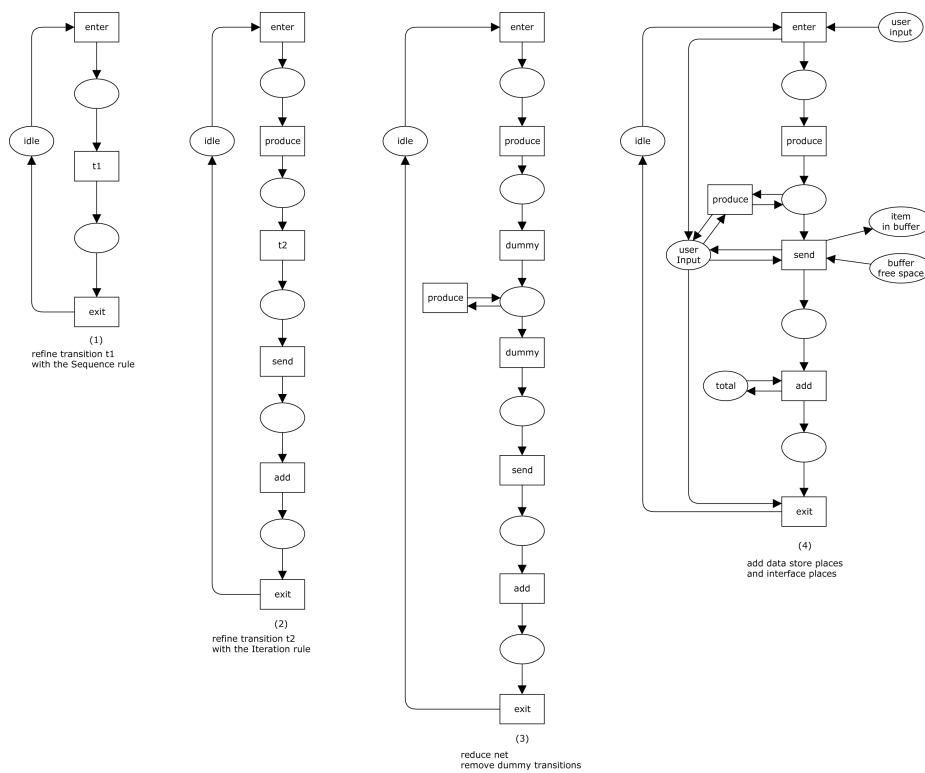 enter
idle
t1
exit
(1)
refine transition t1
with the Sequence rule
enter
idle
produce
t2
send
add
exit
(2)
refine transition t2
with the Iteration rule
enter
idle
produce
dummy
produce
dummy
send
add
exit
(3)
reduce net
remove dummy transitions
enter
user
input
idle
produce
produce
item
in buffer
user
Input
send
buffer
free space
total
add
exit
(4)
add data store places
and interface places